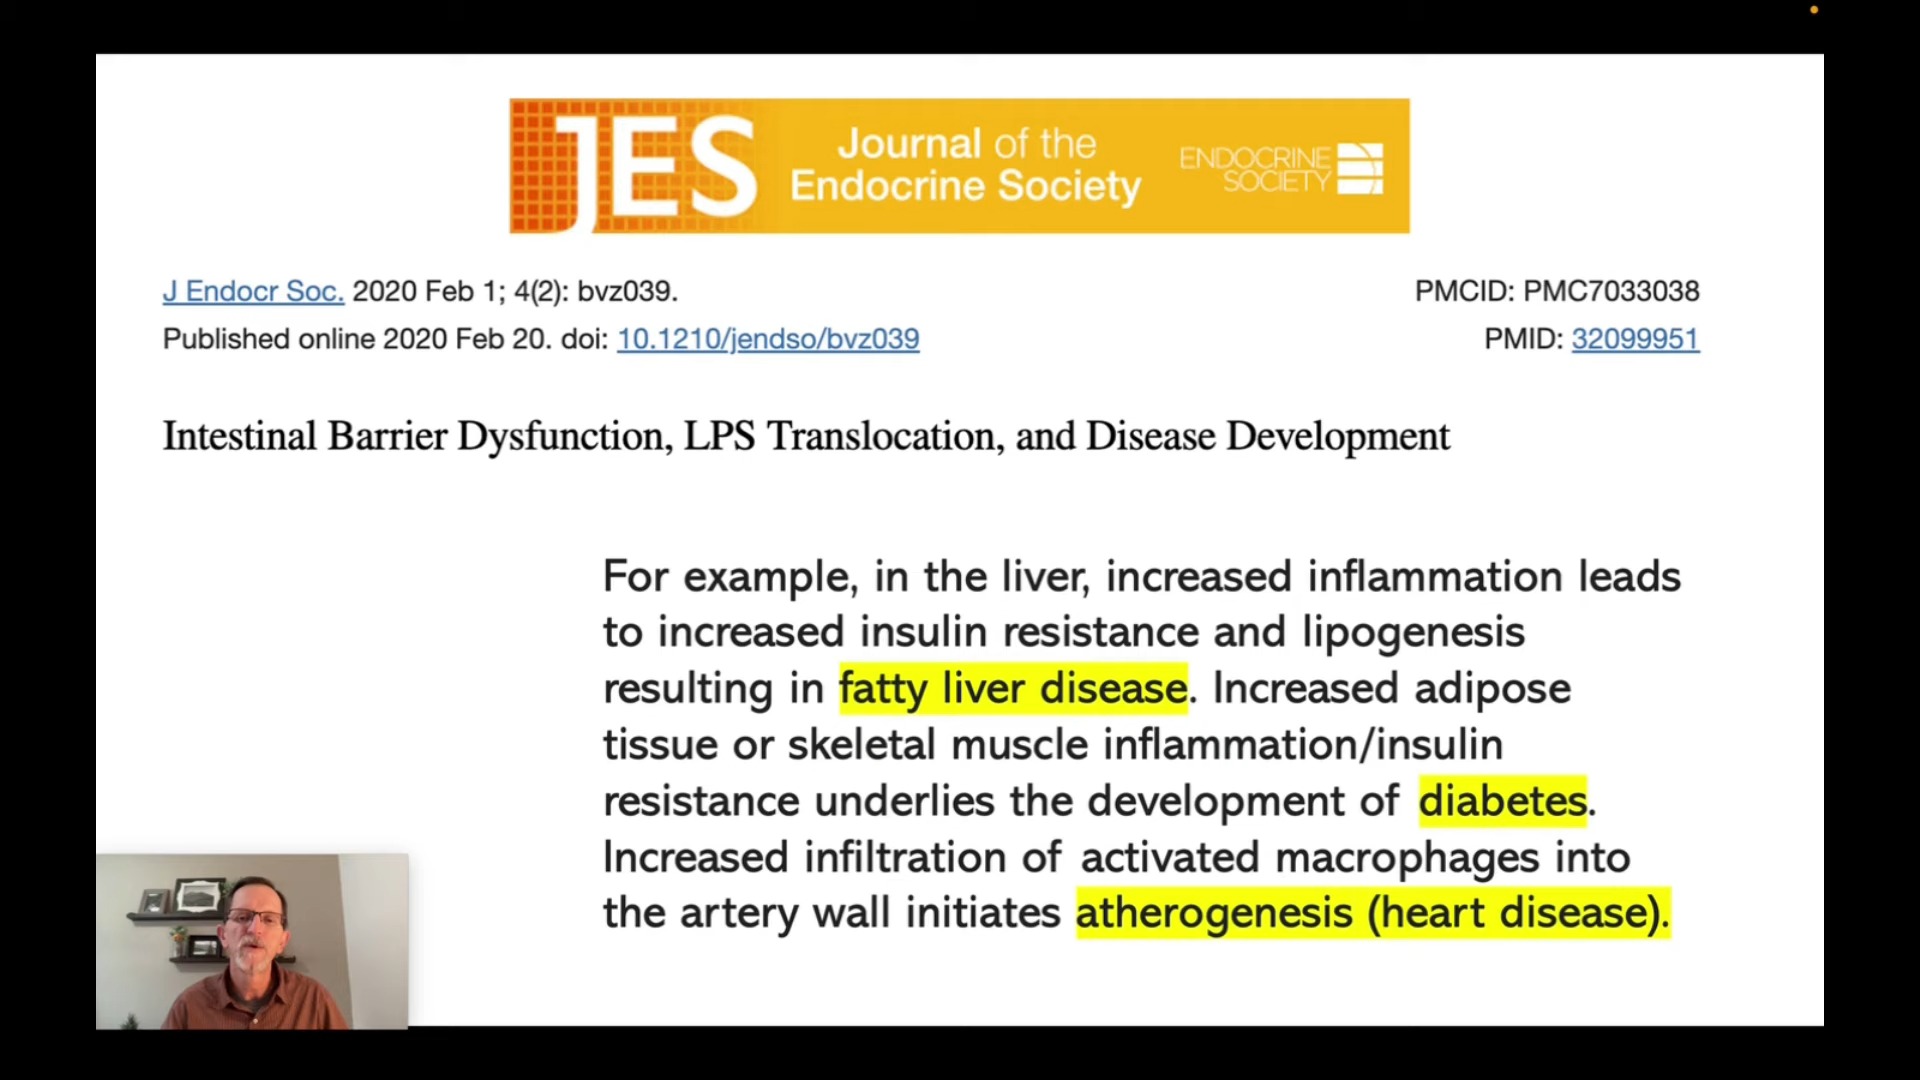 JES
Journal of the
Endocrine Society
ENDOCRINE
SOCIETY
J Endocr Soc. 2020 Feb 1; 4(2): bvz039.
PMCID: PMC7033038
Published online 2020 Feb 20. doi: 10.1210/jendso/bvz039
PMID: 32099951
Intestinal Barrier Dysfunction, LPS Translocation, and Disease Development
For example, in the liver, increased inflammation leads
to increased insulin resistance and lipogenesis
resulting in fatty liver disease. Increased adipose
tissue or skeletal muscle inflammation/insulin
resistance underlies the development of diabetes.
Increased infiltration of activated macrophages into
the artery wall initiates atherogenesis (heart disease).